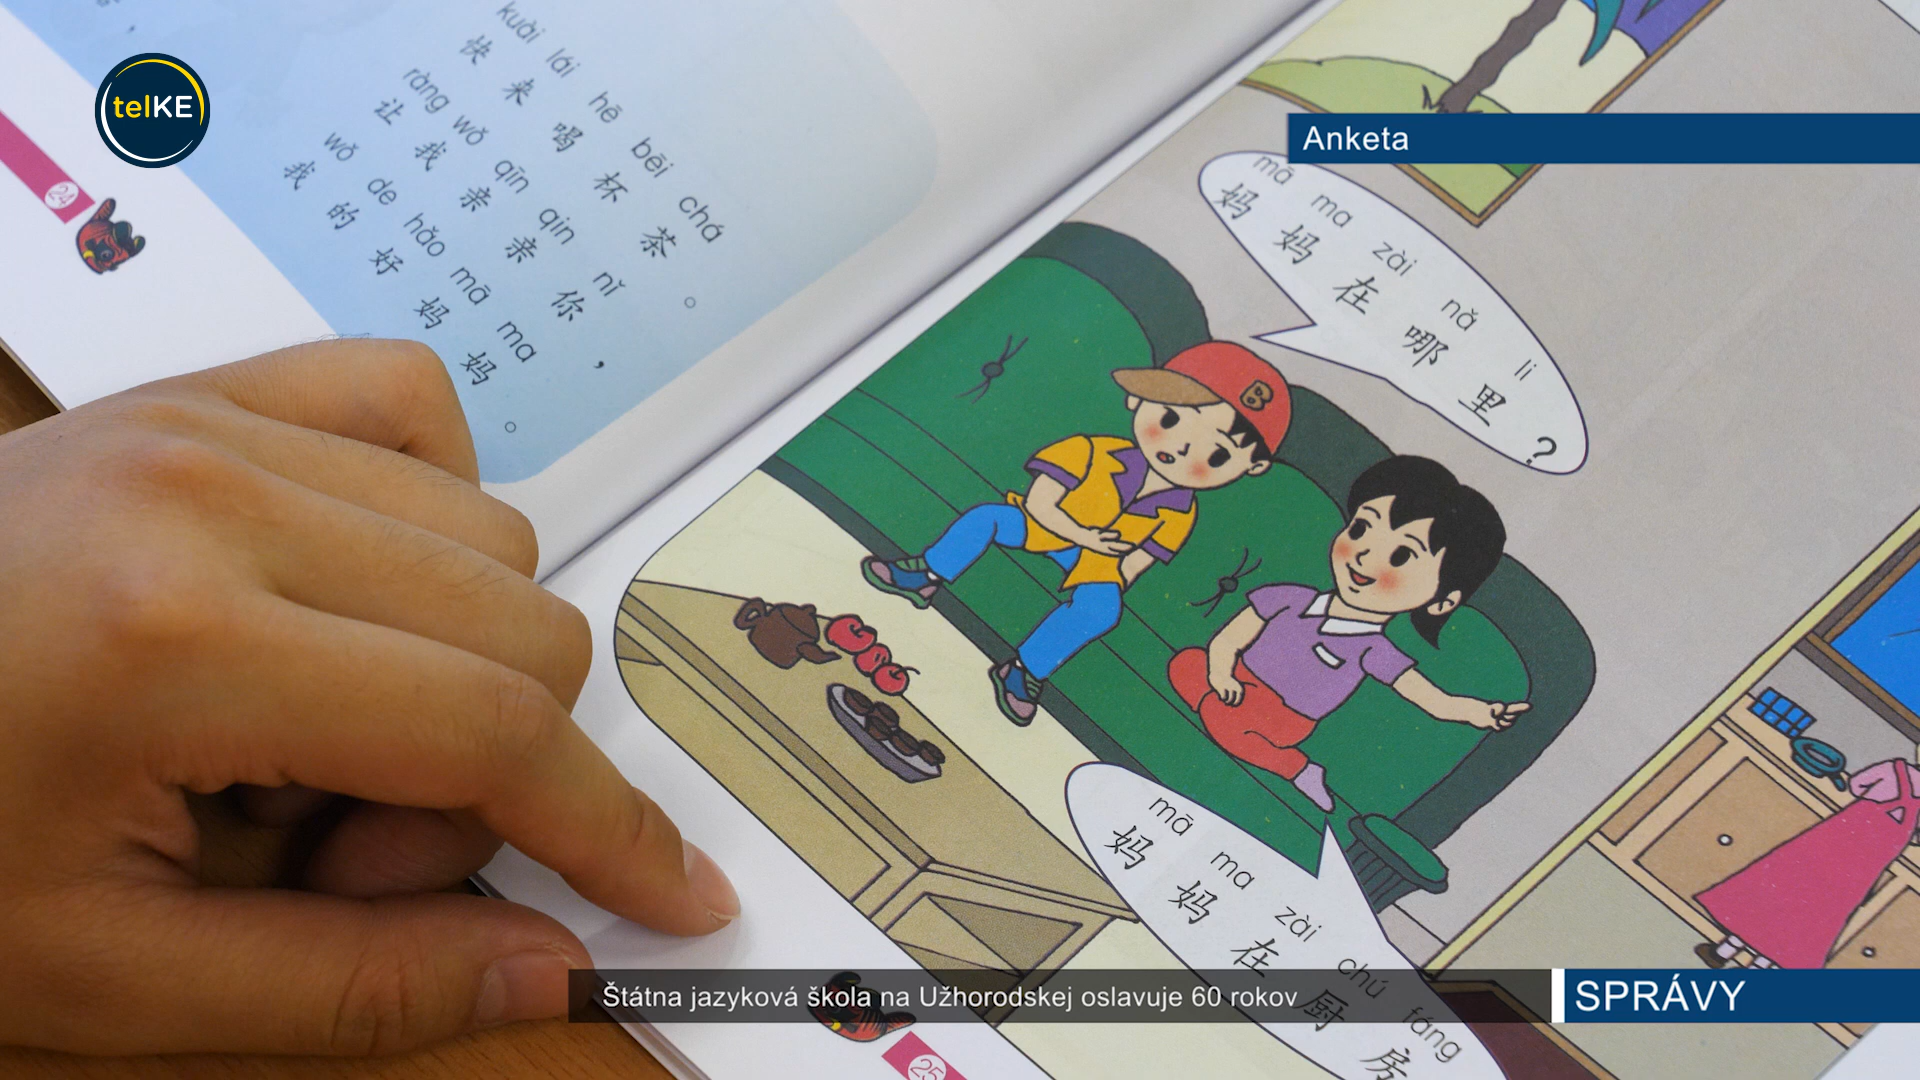 telKE
Anketa
kuài lái hē bēi chá
快来喝杯茶。
ràng wǒ qīn qin nǐ
让我亲亲你，
wǒ de hǎo mā ma
我的好妈妈。
24
mā ma zài nǎ li
妈妈在哪里？
B
mā ma zài chú fáng
妈妈在厨房
25
Štátna jazyková škola na Užhorodskej oslavuje 60 rokov
SPRÁVY